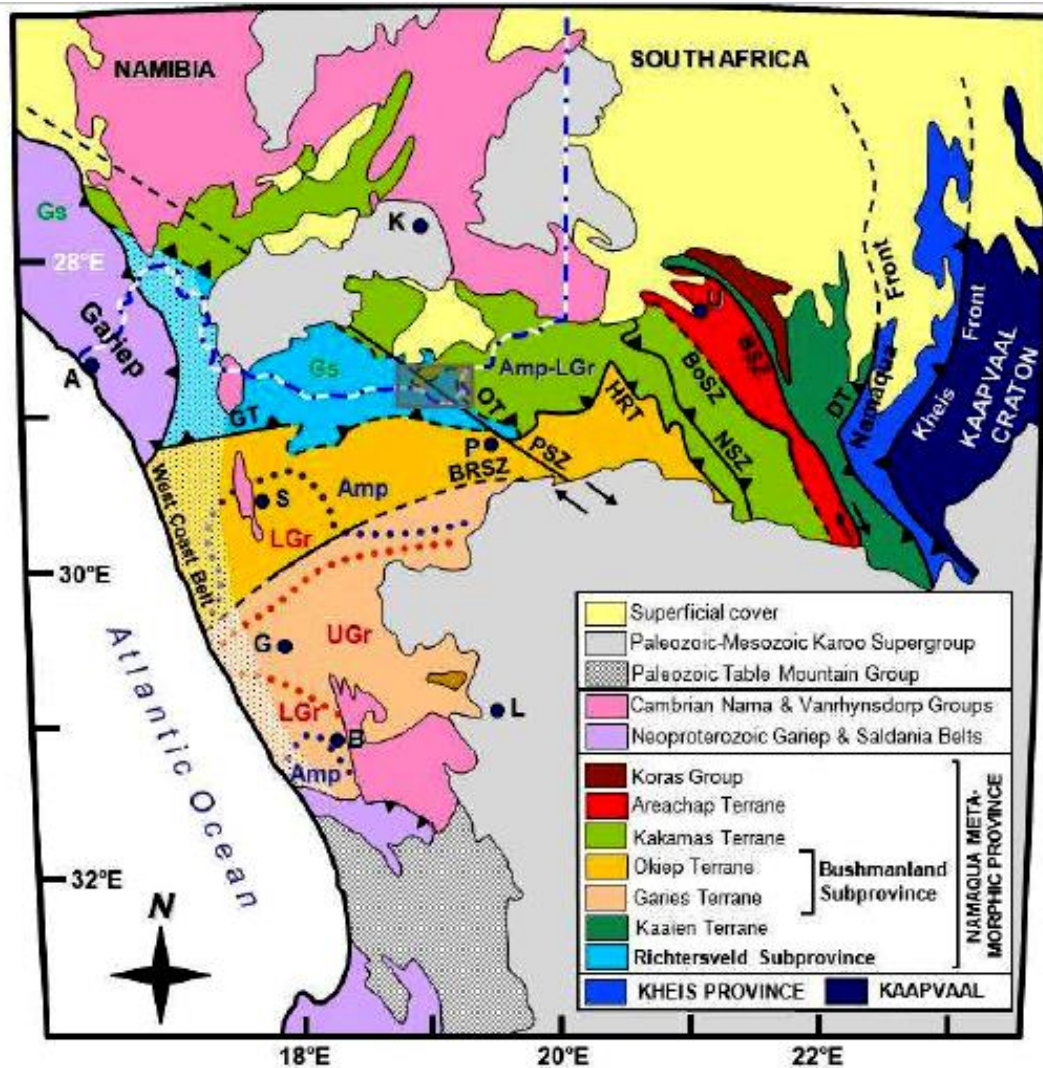 NAMIBIA
SOUTH AFRICA
Gs
K
28°E
Gariep
A
U
BSZ
BoSZ
Namaqua Front
Kheis Front
KAAPVAAL
CRATON
DT
Gs
Amp-LGr
OT
HRT
GT
NSZ
P
PSZ
BRSZ
West Coast Belt
S
Amp
LGr
30°E
UGr
G
LGr
L
B
Amp
Atlantic Ocean
32°E
N
Superficial cover
Paleozoic-Mesozoic Karoo Supergroup
Paleozoic Table Mountain Group
Cambrian Nama & Vanrhynsdorp Groups
Neoproterozoic Gariep & Saldania Belts
Koras Group
Areachap Terrane
Kakamas Terrane
Okiep Terrane
Garies Terrane
Bushmanland
Subprovince
Kaaien Terrane
Richtersveld Subprovince
NAMAQUA META-
MORPHIC PROVINCE
KHEIS PROVINCE
KAAPVAAL
18°E
20°E
22°E